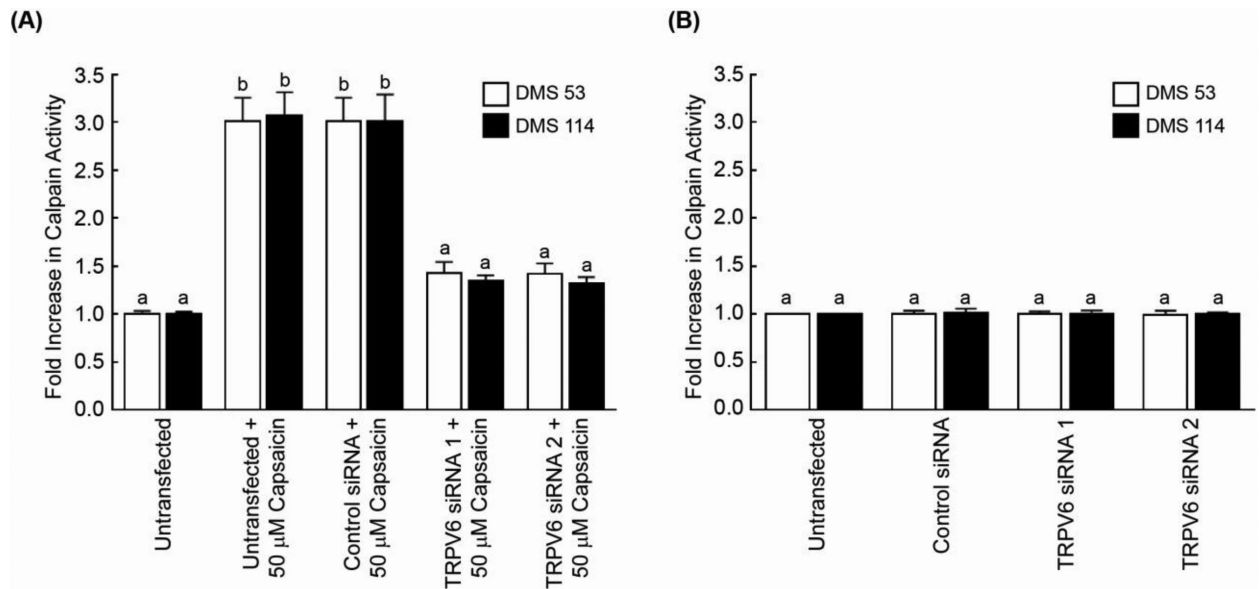 (A)
Fold Increase in Calpain Activity
3.5
3.0
2.5
2.0
1.5
1.0
0.5
0.0
DMS 53
DMS 114
a a
b b
b b
a a
a a
Untransfected
Untransfected +
50 μM Capsaicin
Control siRNA +
50 μM Capsaicin
TRPV6 siRNA 1 +
50 μM Capsaicin
TRPV6 siRNA 2 +
50 μM Capsaicin
(B)
Fold Increase in Calpain Activity
3.5
3.0
2.5
2.0
1.5
1.0
0.5
0.0
DMS 53
DMS 114
a a
a a
a a
a a
Untransfected
Control siRNA
TRPV6 siRNA 1
TRPV6 siRNA 2